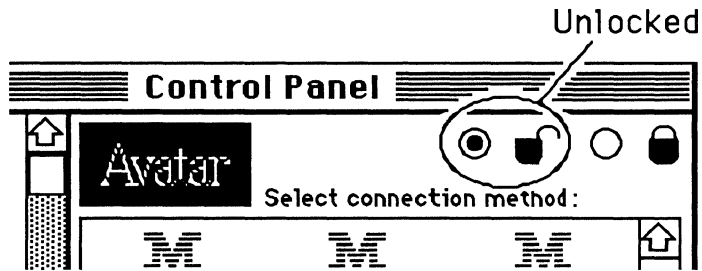 Unlocked
Control Panel
Avatar
Select connection method:
M M M